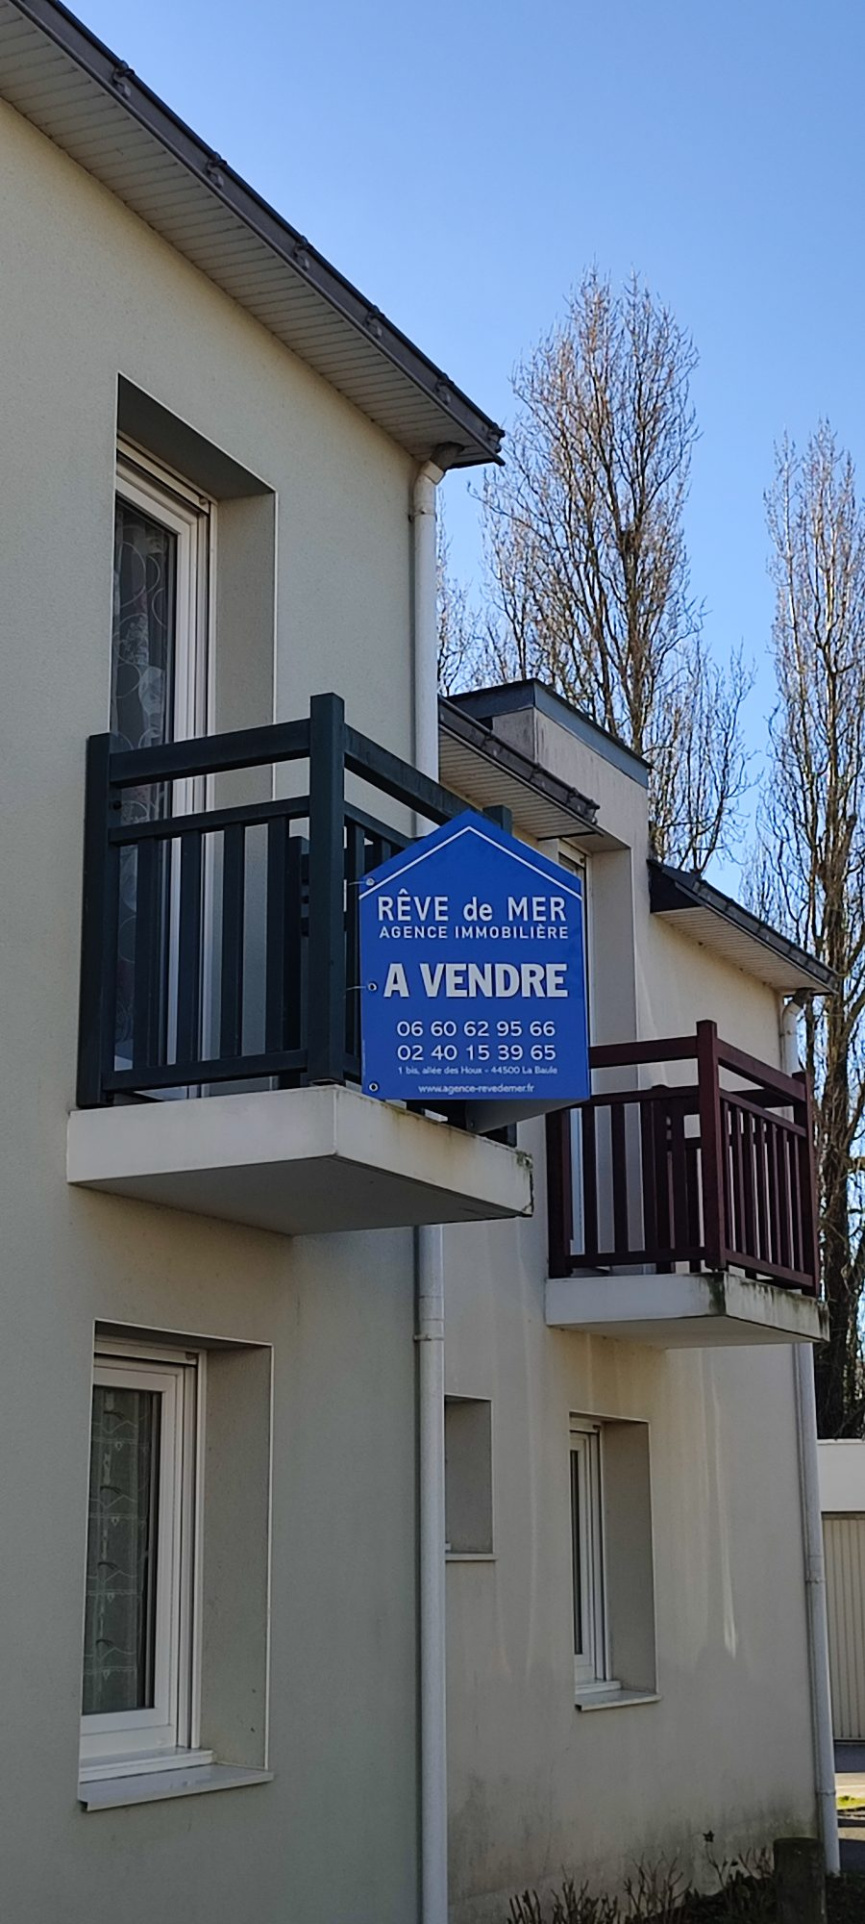 RÊVE de MER
AGENCE IMMOBILIÈRE
A VENDRE
06 60 62 95 66
02 40 15 39 65
1 bis, allée des Houx - 44500 La Baule
www.agence-revedemer.fr